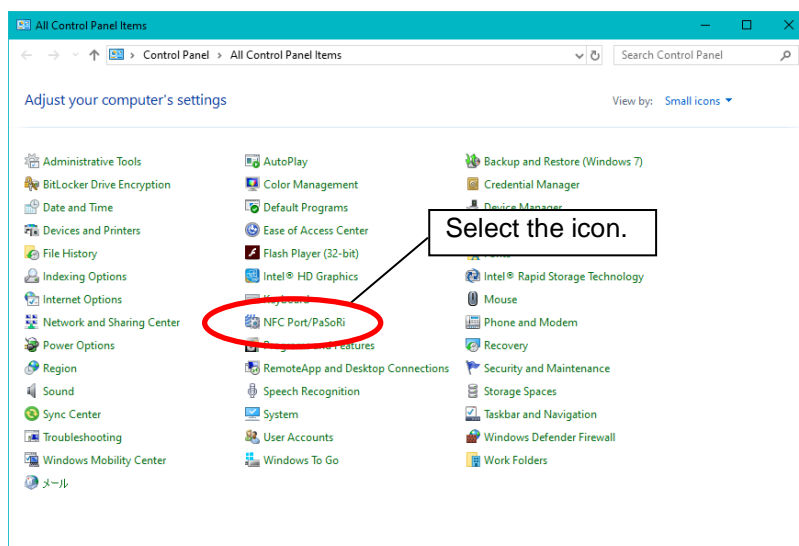 All Control Panel Items
Control Panel > All Control Panel Items
Search Control Panel
Adjust your computer's settings
View by: Small icons
Administrative Tools
AutoPlay
Backup and Restore (Windows 7)
BitLocker Drive Encryption
Color Management
Credential Manager
Date and Time
Default Programs
Device Manager
Devices and Printers
Ease of Access Center
Select the icon.
File History
Flash Player (32-bit)
Indexing Options
Intel® HD Graphics
Intel® Rapid Storage Technology
Internet Options
Keyboard
Mouse
Network and Sharing Center
NFC Port/PaSoRi
Phone and Modem
Power Options
Programs and Features
Recovery
Region
RemoteApp and Desktop Connections
Security and Maintenance
Sound
Speech Recognition
Storage Spaces
Sync Center
System
Taskbar and Navigation
Troubleshooting
User Accounts
Windows Defender Firewall
Windows Mobility Center
Windows To Go
Work Folders
メール